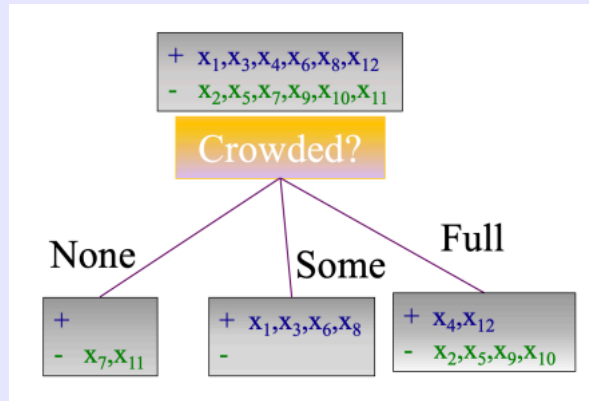 + x₁,x₃,x₄,x₆,x₈,x₁₂
- x₂,x₅,x₇,x₉,x₁₀,x₁₁
Crowded?
None
Some
Full
+
- x₇,x₁₁
+ x₁,x₃,x₆,x₈
-
+ x₄,x₁₂
- x₂,x₅,x₉,x₁₀